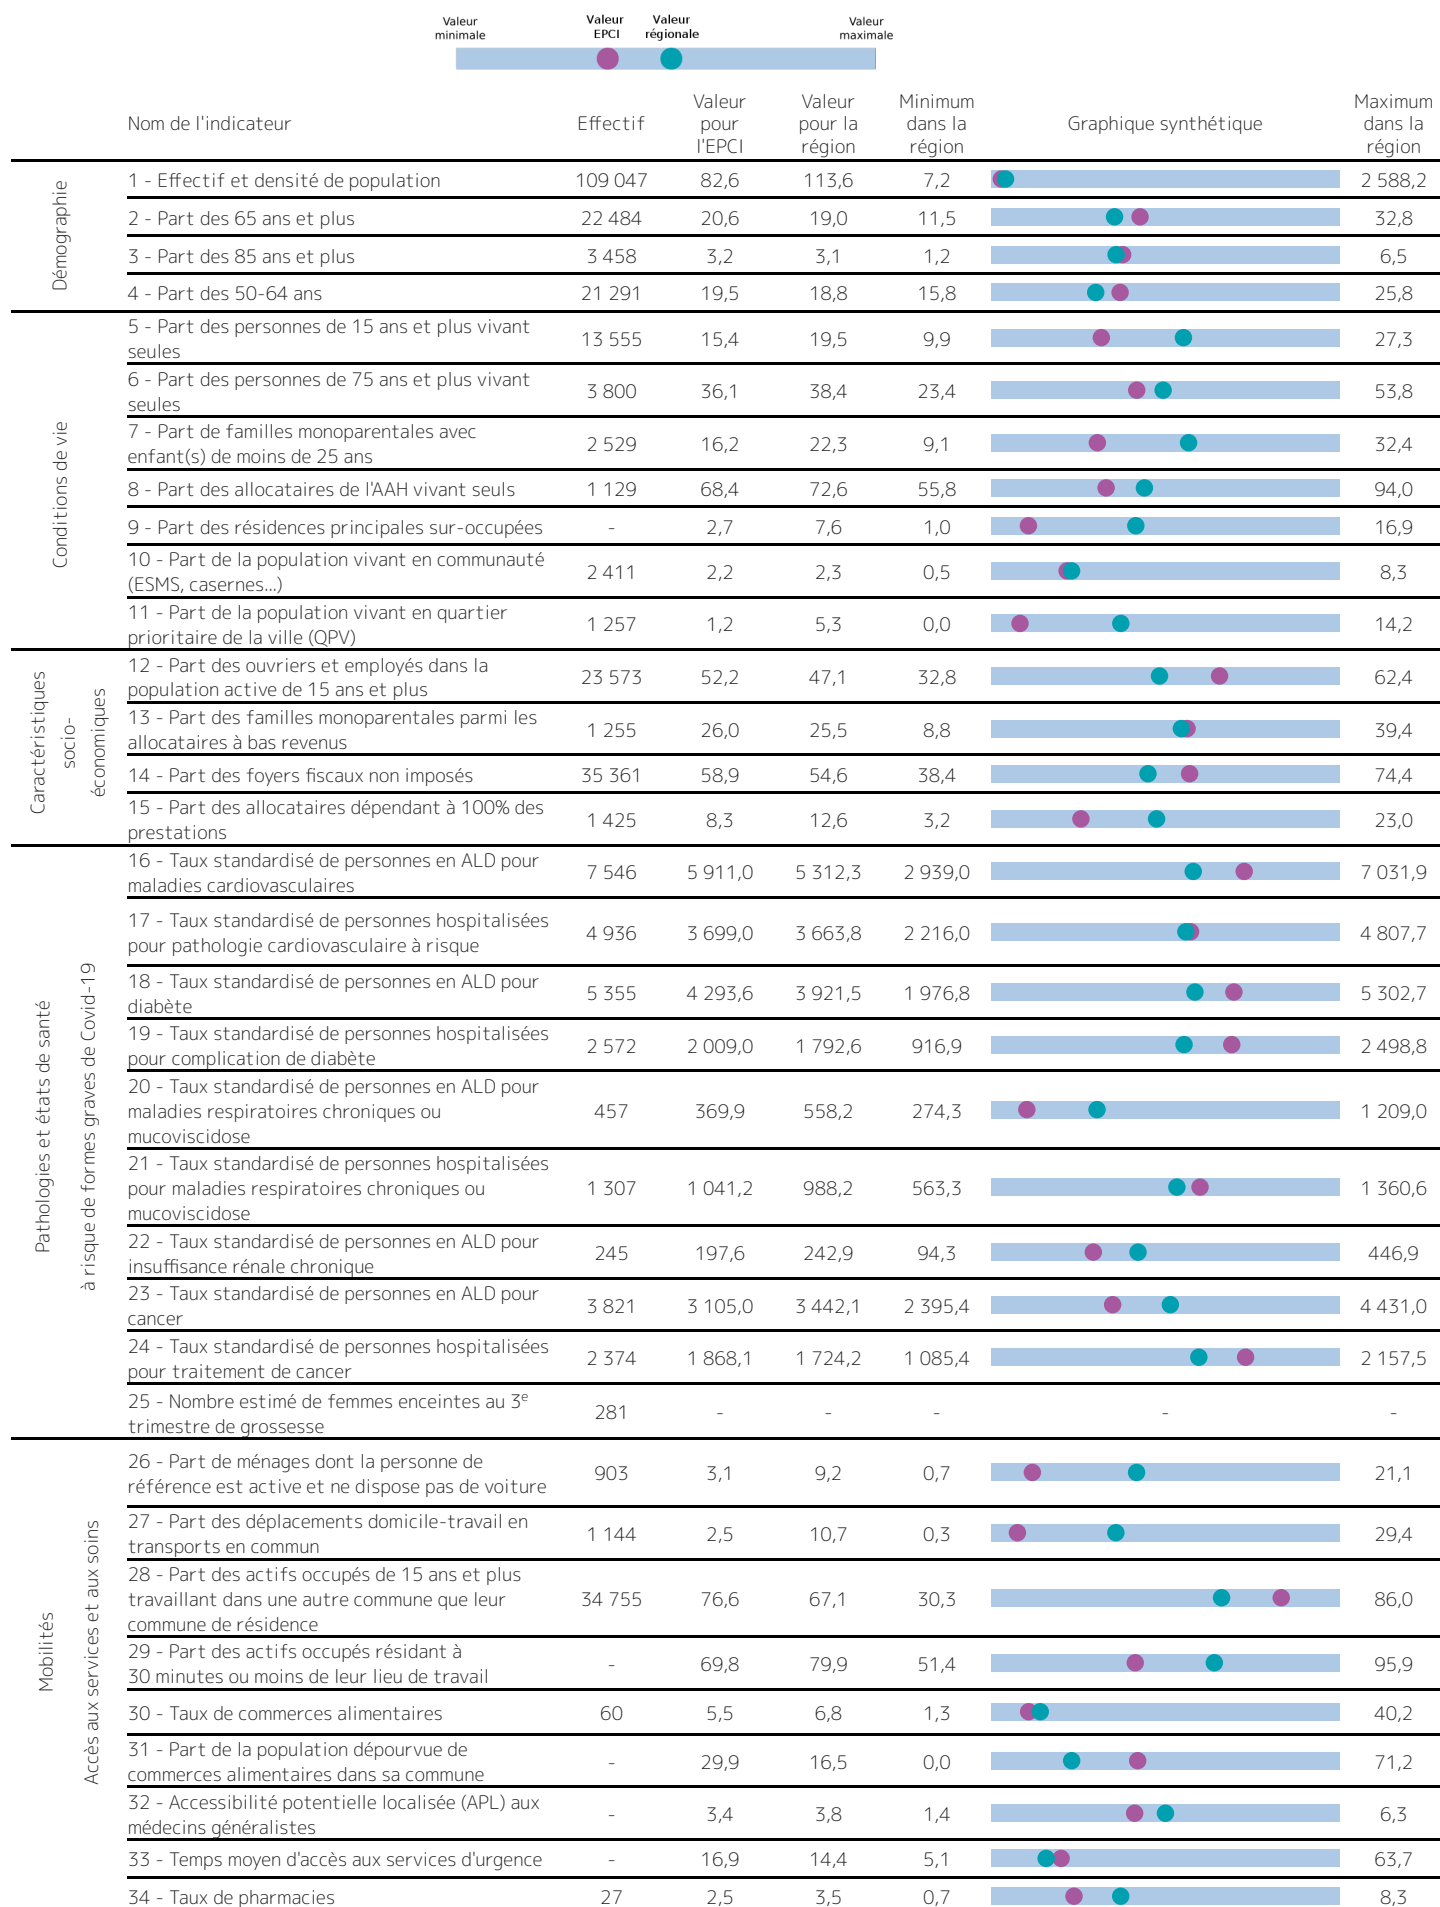 Valeur
minimale
Valeur
EPCI
Valeur
régionale
Valeur
maximale
Nom de l'indicateur
Effectif
Valeur
pour
l'EPCI
Valeur
pour la
région
Minimum
dans la
région
Graphique synthétique
Maximum
dans la
région
Démographie
1 - Effectif et densité de population 109 047 82,6 113,6 7,2 2 588,2
2 - Part des 65 ans et plus 22 484 20,6 19,0 11,5 32,8
3 - Part des 85 ans et plus 3 458 3,2 3,1 1,2 6,5
4 - Part des 50-64 ans 21 291 19,5 18,8 15,8 25,8
Conditions de vie
5 - Part des personnes de 15 ans et plus vivant
seules
13 555 15,4 19,5 9,9 27,3
6 - Part des personnes de 75 ans et plus vivant
seules
3 800 36,1 38,4 23,4 53,8
7 - Part de familles monoparentales avec
enfant(s) de moins de 25 ans
2 529 16,2 22,3 9,1 32,4
8 - Part des allocataires de l'AAH vivant seuls 1 129 68,4 72,6 55,8 94,0
9 - Part des résidences principales sur-occupées - 2,7 7,6 1,0 16,9
10 - Part de la population vivant en communauté
(ESMS, casernes...)
2 411 2,2 2,3 0,5 8,3
11 - Part de la population vivant en quartier
prioritaire de la ville (QPV)
1 257 1,2 5,3 0,0 14,2
Caractéristiques
socio-
économiques
12 - Part des ouvriers et employés dans la
population active de 15 ans et plus
23 573 52,2 47,1 32,8 62,4
13 - Part des familles monoparentales parmi les
allocataires à bas revenus
1 255 26,0 25,5 8,8 39,4
14 - Part des foyers fiscaux non imposés 35 361 58,9 54,6 38,4 74,4
15 - Part des allocataires dépendant à 100% des
prestations
1 425 8,3 12,6 3,2 23,0
Pathologies et états de santé
à risque de formes graves de Covid-19
16 - Taux standardisé de personnes en ALD pour
maladies cardiovasculaires
7 546 5 911,0 5 312,3 2 939,0 7 031,9
17 - Taux standardisé de personnes hospitalisées
pour pathologie cardiovasculaire à risque
4 936 3 699,0 3 663,8 2 216,0 4 807,7
18 - Taux standardisé de personnes en ALD pour
diabète
5 355 4 293,6 3 921,5 1 976,8 5 302,7
19 - Taux standardisé de personnes hospitalisées
pour complication de diabète
2 572 2 009,0 1 792,6 916,9 2 498,8
20 - Taux standardisé de personnes en ALD pour
maladies respiratoires chroniques ou
mucoviscidose
457 369,9 558,2 274,3 1 209,0
21 - Taux standardisé de personnes hospitalisées
pour maladies respiratoires chroniques ou
mucoviscidose
1 307 1 041,2 988,2 563,3 1 360,6
22 - Taux standardisé de personnes en ALD pour
insuffisance rénale chronique
245 197,6 242,9 94,3 446,9
23 - Taux standardisé de personnes en ALD pour
cancer
3 821 3 105,0 3 442,1 2 395,4 4 431,0
24 - Taux standardisé de personnes hospitalisées
pour traitement de cancer
2 374 1 868,1 1 724,2 1 085,4 2 157,5
25 - Nombre estimé de femmes enceintes au 3e
trimestre de grossesse
281 - - - - -
Mobilités
Accès aux services et aux soins
26 - Part de ménages dont la personne de
référence est active et ne dispose pas de voiture
903 3,1 9,2 0,7 21,1
27 - Part des déplacements domicile-travail en
transports en commun
1 144 2,5 10,7 0,3 29,4
28 - Part des actifs occupés de 15 ans et plus
travaillant dans une autre commune que leur
commune de résidence
34 755 76,6 67,1 30,3 86,0
29 - Part des actifs occupés résidant à
30 minutes ou moins de leur lieu de travail
- 69,8 79,9 51,4 95,9
30 - Taux de commerces alimentaires 60 5,5 6,8 1,3 40,2
31 - Part de la population dépourvue de
commerces alimentaires dans sa commune
- 29,9 16,5 0,0 71,2
32 - Accessibilité potentielle localisée (APL) aux
médecins généralistes
- 3,4 3,8 1,4 6,3
33 - Temps moyen d'accès aux services d'urgence - 16,9 14,4 5,1 63,7
34 - Taux de pharmacies 27 2,5 3,5 0,7 8,3